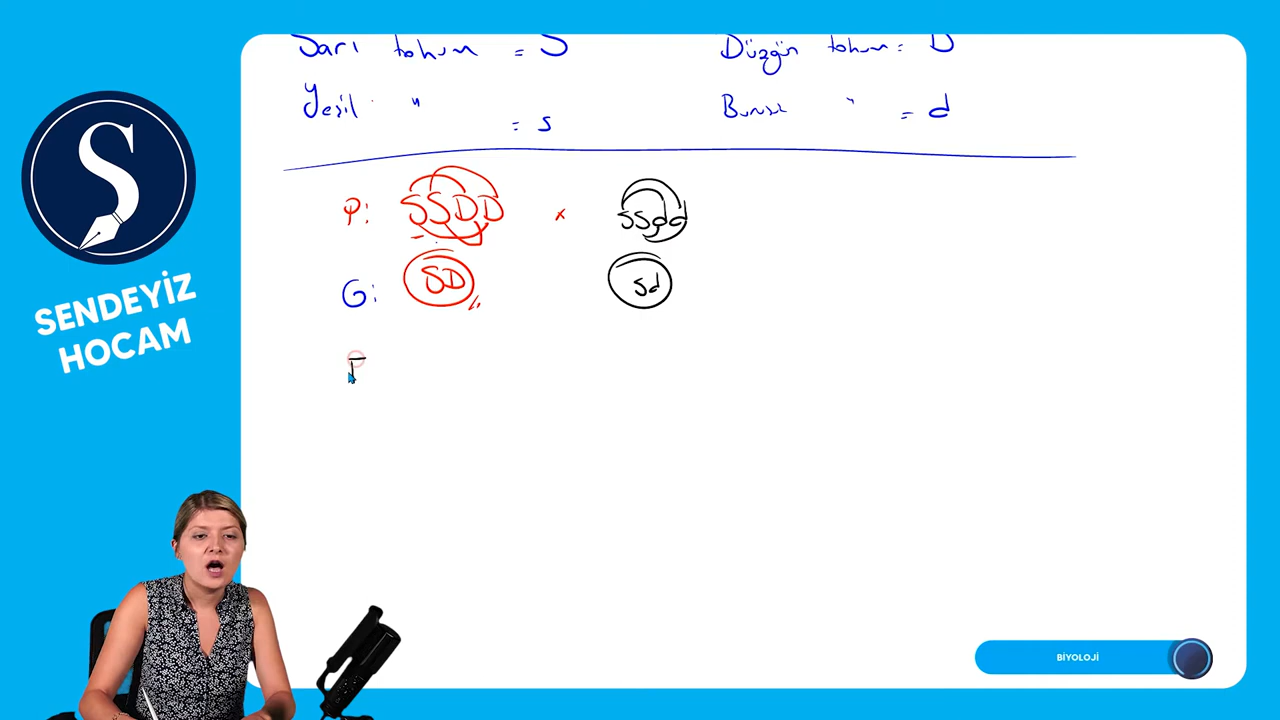 Sarı tohum = S Düzgün tohum = D
Yeşil " = s Buruşuk " = d
P: SSDD x ssdd
G: SD sd
F
S
SENDEYİZ
HOCAM
BİYOLOJİ